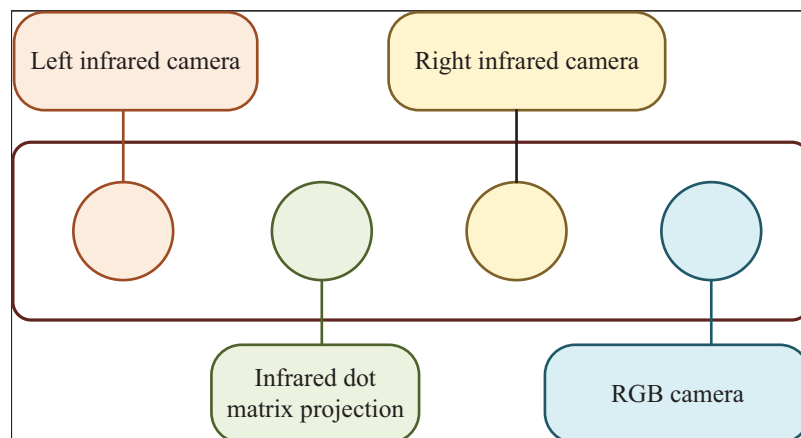 Left infrared camera
Right infrared camera
Infrared dot
matrix projection
RGB camera